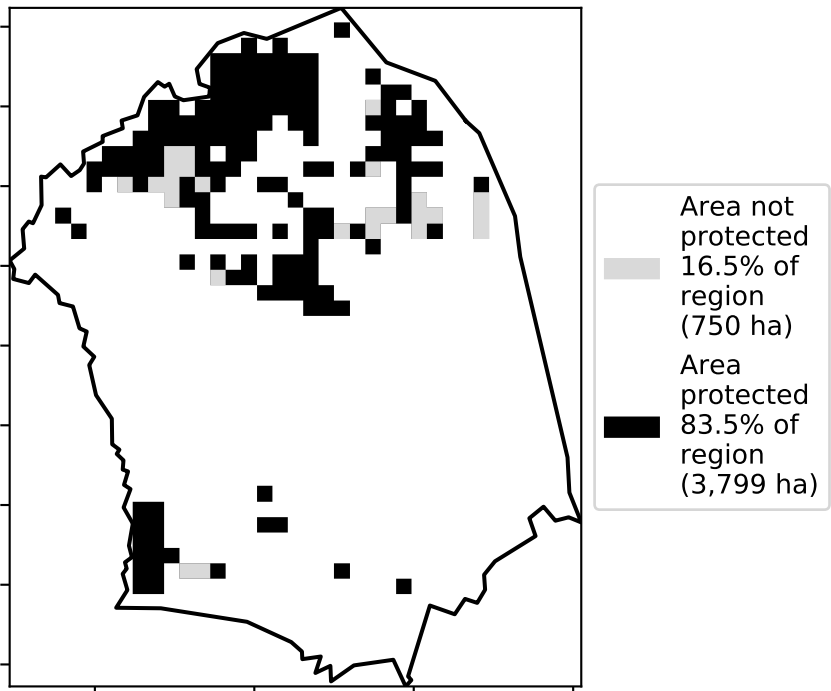 Area not
protected
16.5% of
region
(750 ha)
Area
protected
83.5% of
region
(3,799 ha)